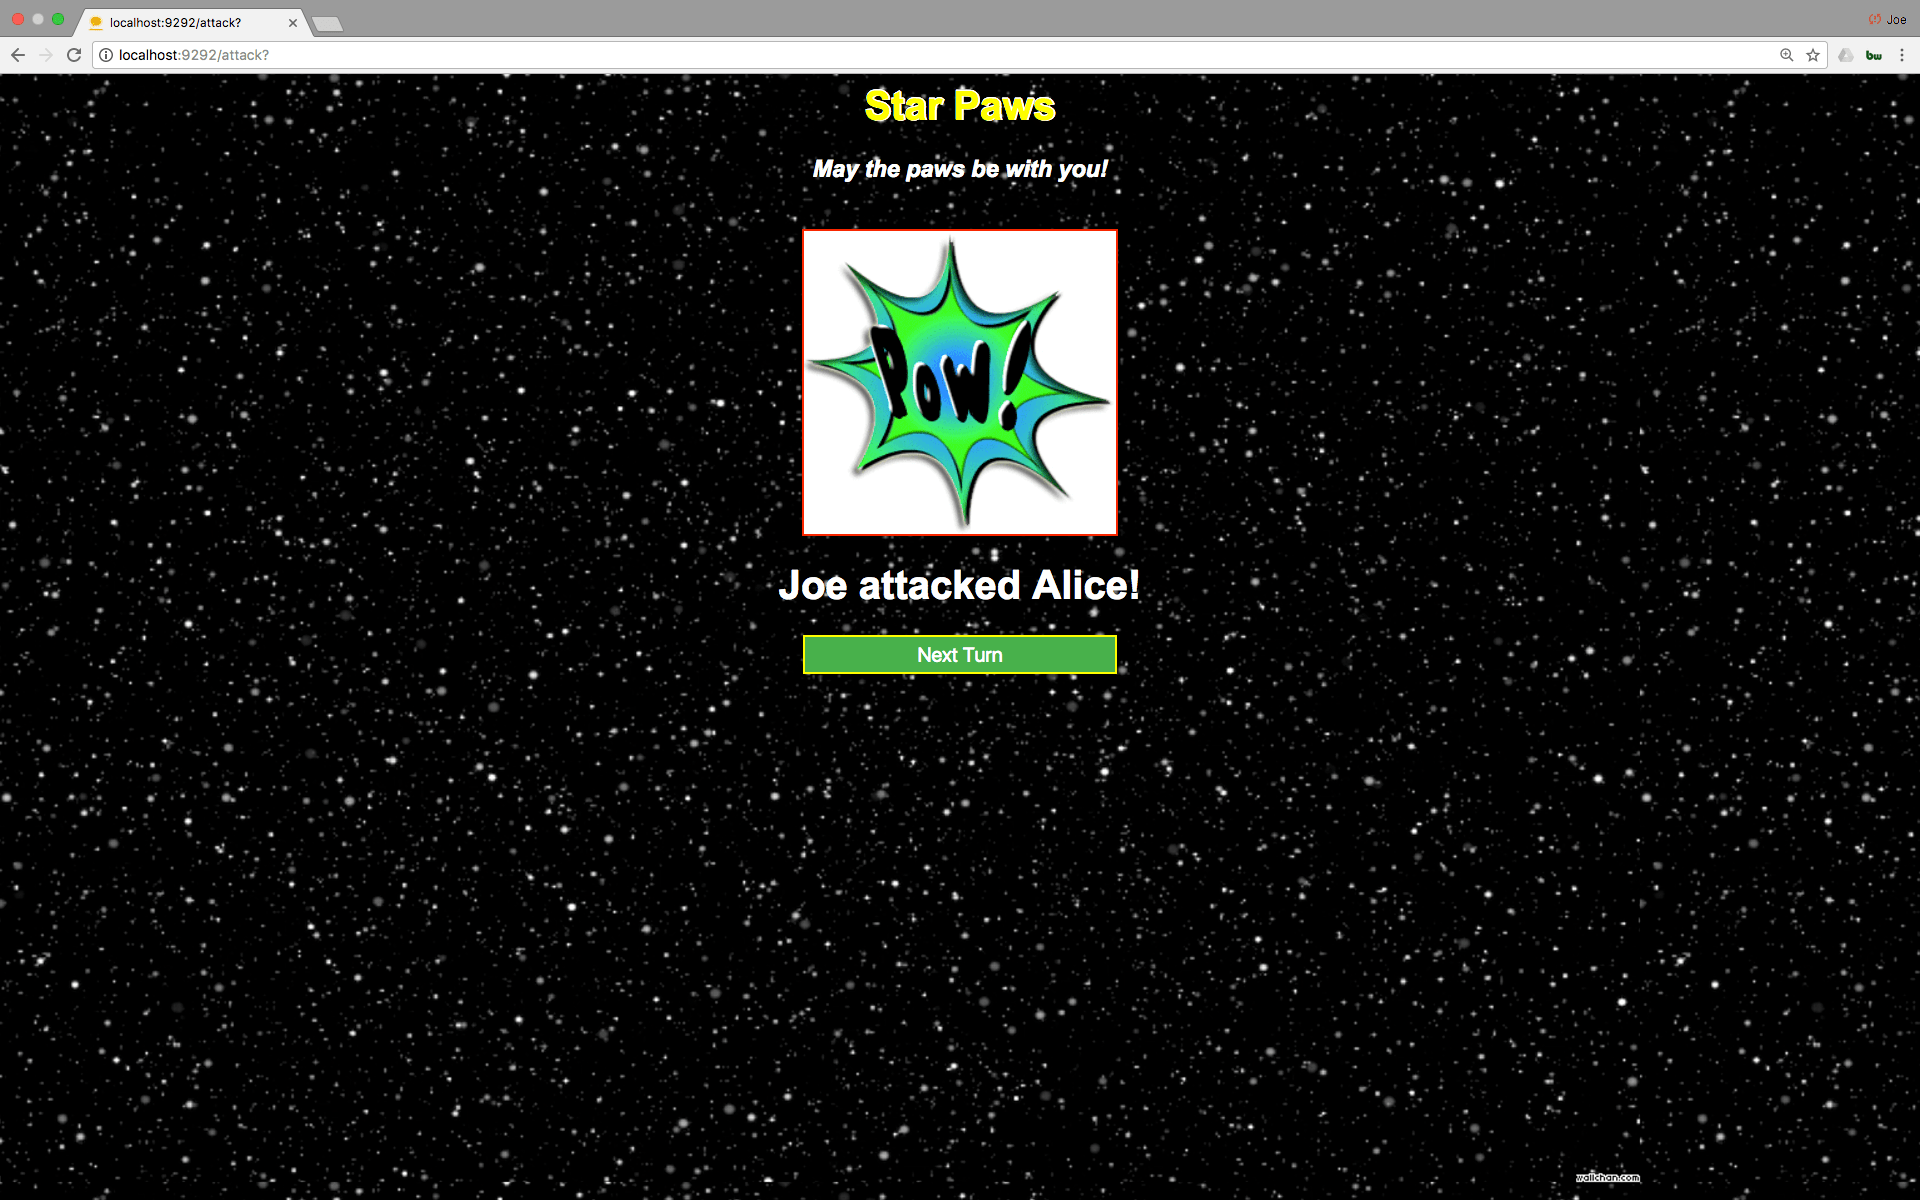 localhost:9292/attack?
Joe
localhost:9292/attack?
bw
Star Paws
May the paws be with you!
POW!
Joe attacked Alice!
Next Turn
wallchan.com